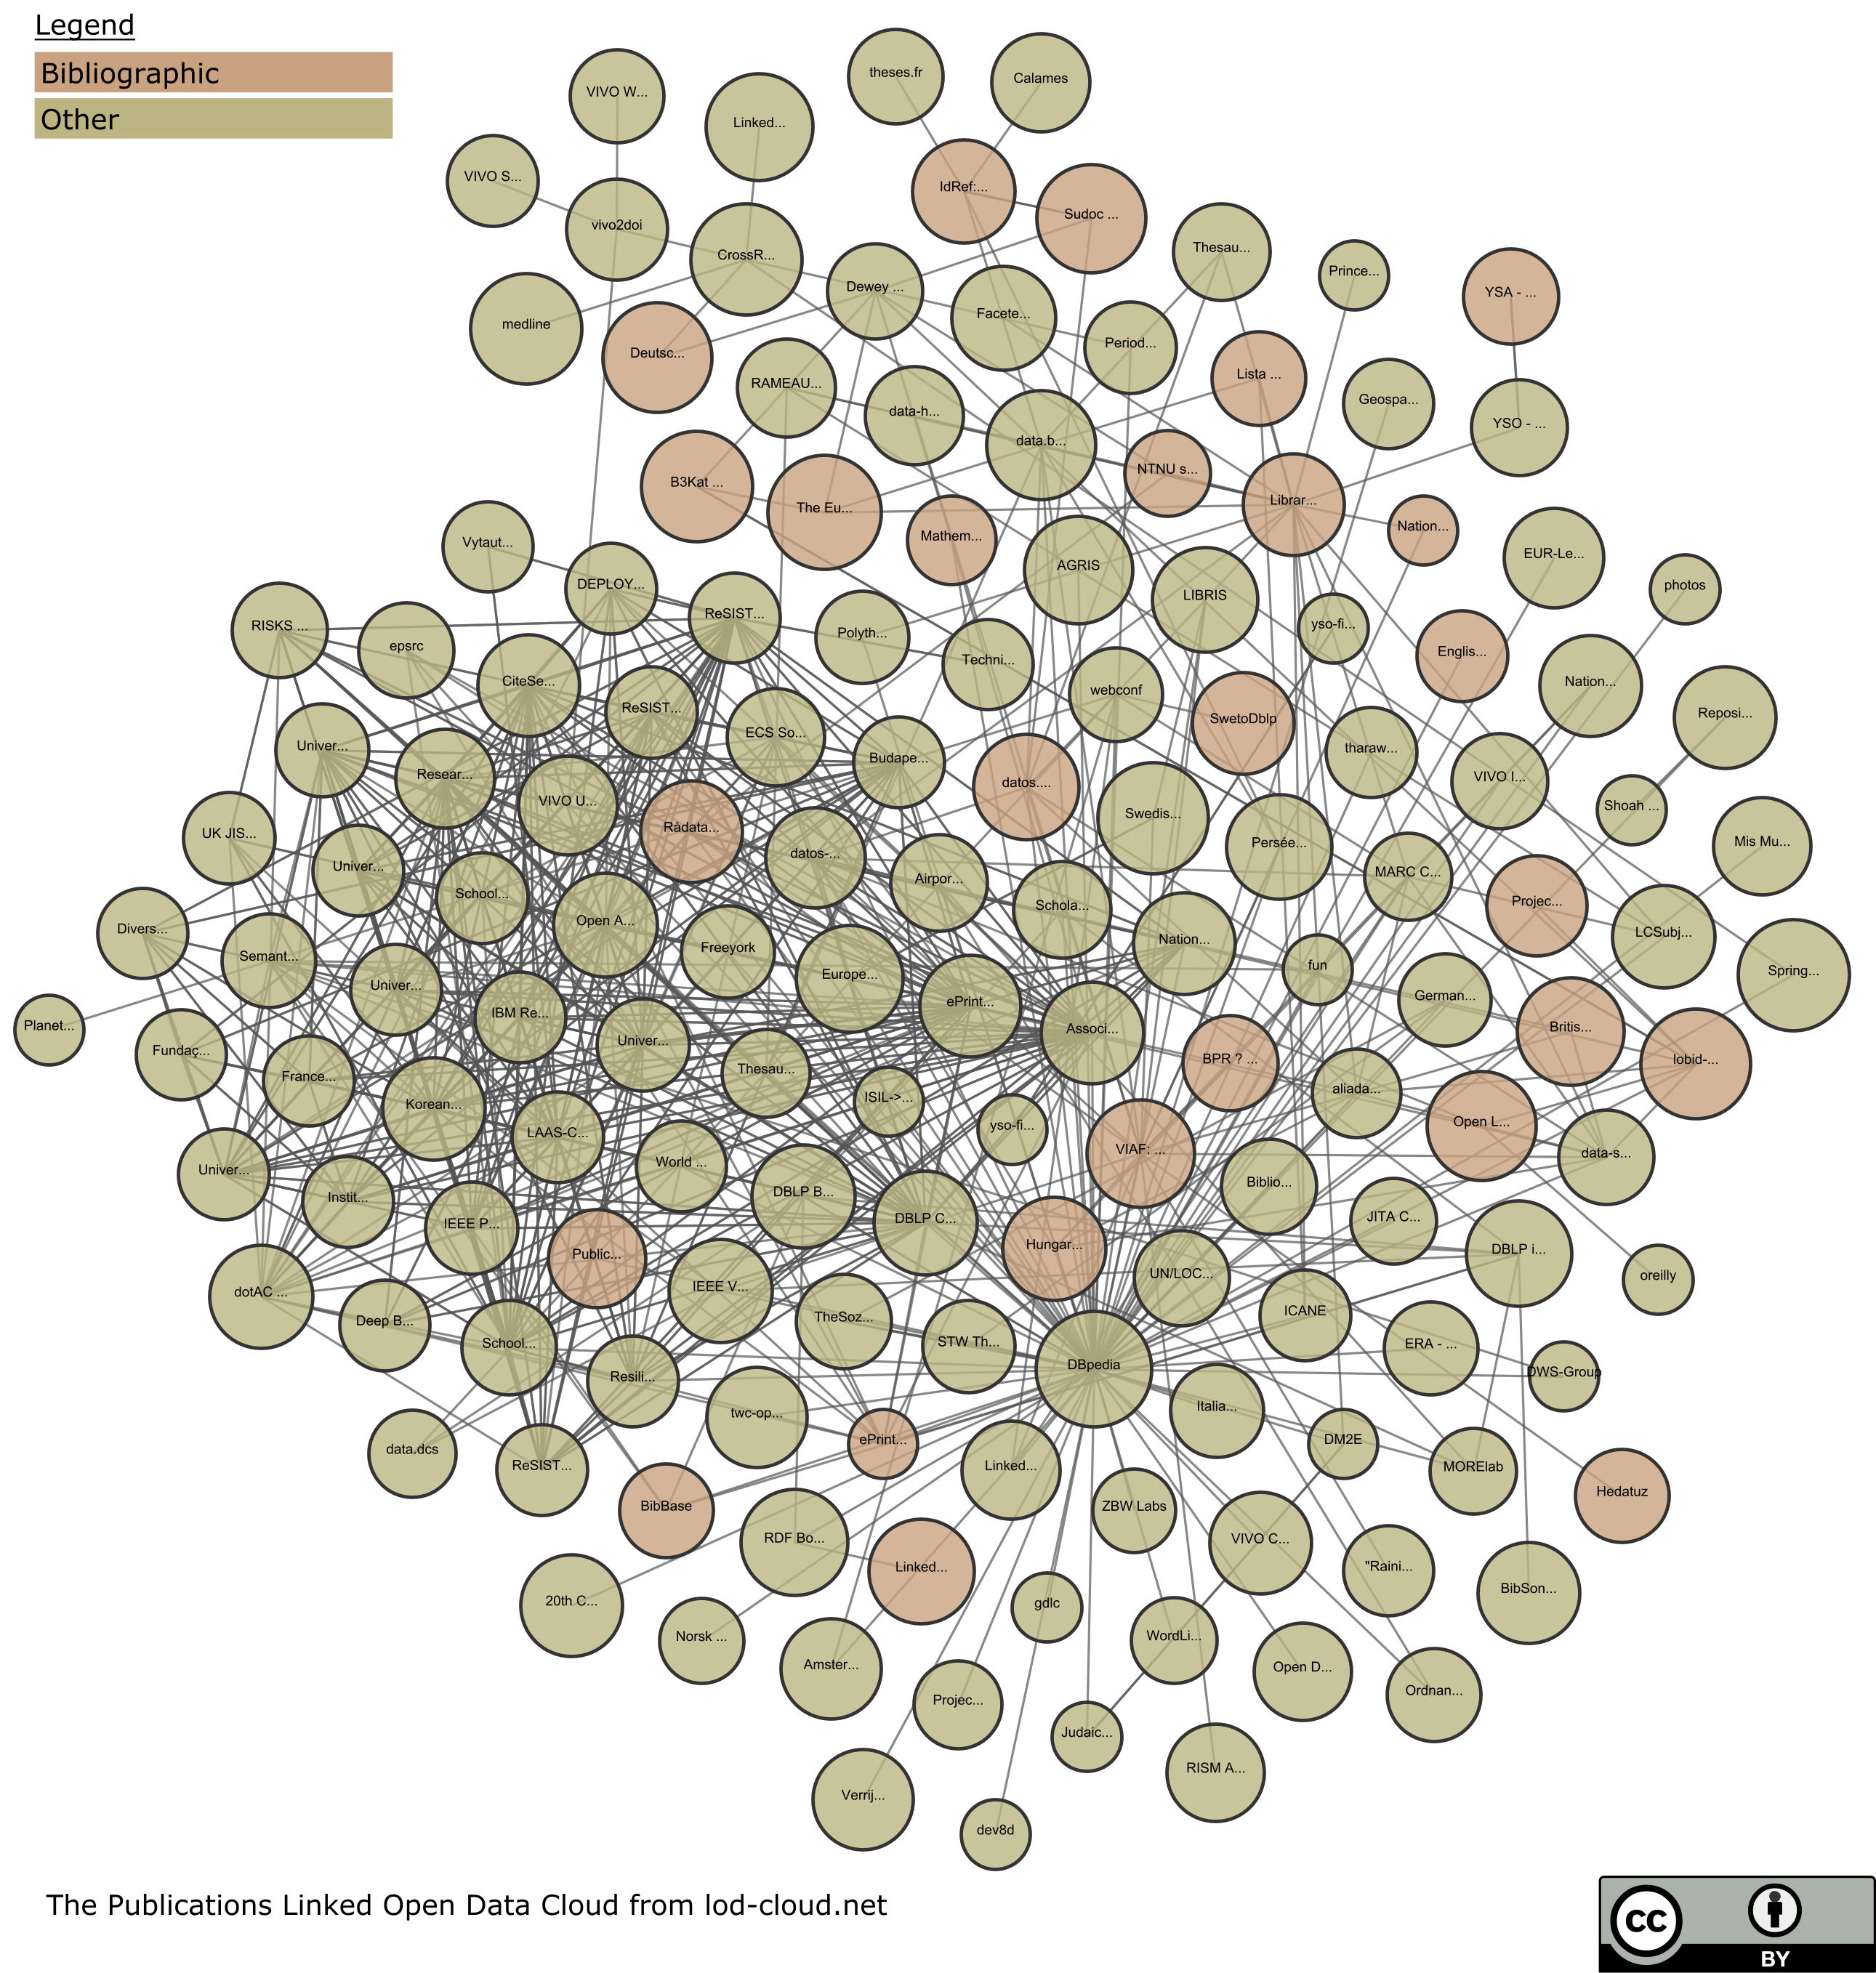 Legend
Bibliographic
Other
theses.fr
Calames
VIVO W...
Linked...
VIVO S...
IdRef:...
Sudoc ...
vivo2doi
CrossR...
Thesau...
Prince...
Dewey ...
YSA - ...
Facete...
medline
Period...
Deutsc...
Lista ...
RAMEAU...
Geospa...
data-h...
YSO - ...
data.b...
NTNU s...
B3Kat ...
Librar...
The Eu...
Nation...
Mathem...
Vytaut...
EUR-Le...
AGRIS
DEPLOY...
photos
LIBRIS
ReSIST...
RISKS ...
yso-fi...
Polyth...
epsrc
Englis...
Techni...
CiteSe...
Nation...
webconf
ReSIST...
Reposi...
SwetoDblp
ECS So...
Univer...
tharaw...
Budape...
Resear...
VIVO I...
datos....
VIVO U...
Shoah ...
Swedis...
Radata...
UK JIS...
Mis Mu...
Persée...
datos-...
Univer...
MARC C...
Airpor...
School...
Projec...
Schola...
Open A...
Divers...
LCSubj...
Nation...
Freeyork
Semant...
fun
Spring...
Europe...
Univer...
German...
ePrint...
IBM Re...
Planet...
Associ...
Britis...
Univer...
Fundaç...
BPR ? ...
lobid-...
Thesau...
France...
aliada...
ISIL->...
Korean...
Open L...
yso-fi...
LAAS-C...
VIAF: ...
data-s...
World ...
Univer...
Biblio...
DBLP B...
Instit...
JITA C...
DBLP C...
IEEE P...
Hungar...
DBLP i...
Public...
UN/LOC...
oreilly
IEEE V...
dotAC ...
ICANE
TheSoz...
Deep B...
STW Th...
School...
ERA - ...
DBpedia
DWS-Group
Resili...
Italia...
twc-op...
ePrint...
DM2E
data.dcs
ReSIST...
Linked...
MORElab
Hedatuz
BibBase
ZBW Labs
RDF Bo...
VIVO C...
Linked...
"Raini...
BibSon...
20th C...
gdlc
Norsk ...
WordLi...
Amster...
Open D...
Ordnan...
Projec...
Judaic...
RISM A...
Verrij...
dev8d
The Publications Linked Open Data Cloud from lod-cloud.net
cc
BY